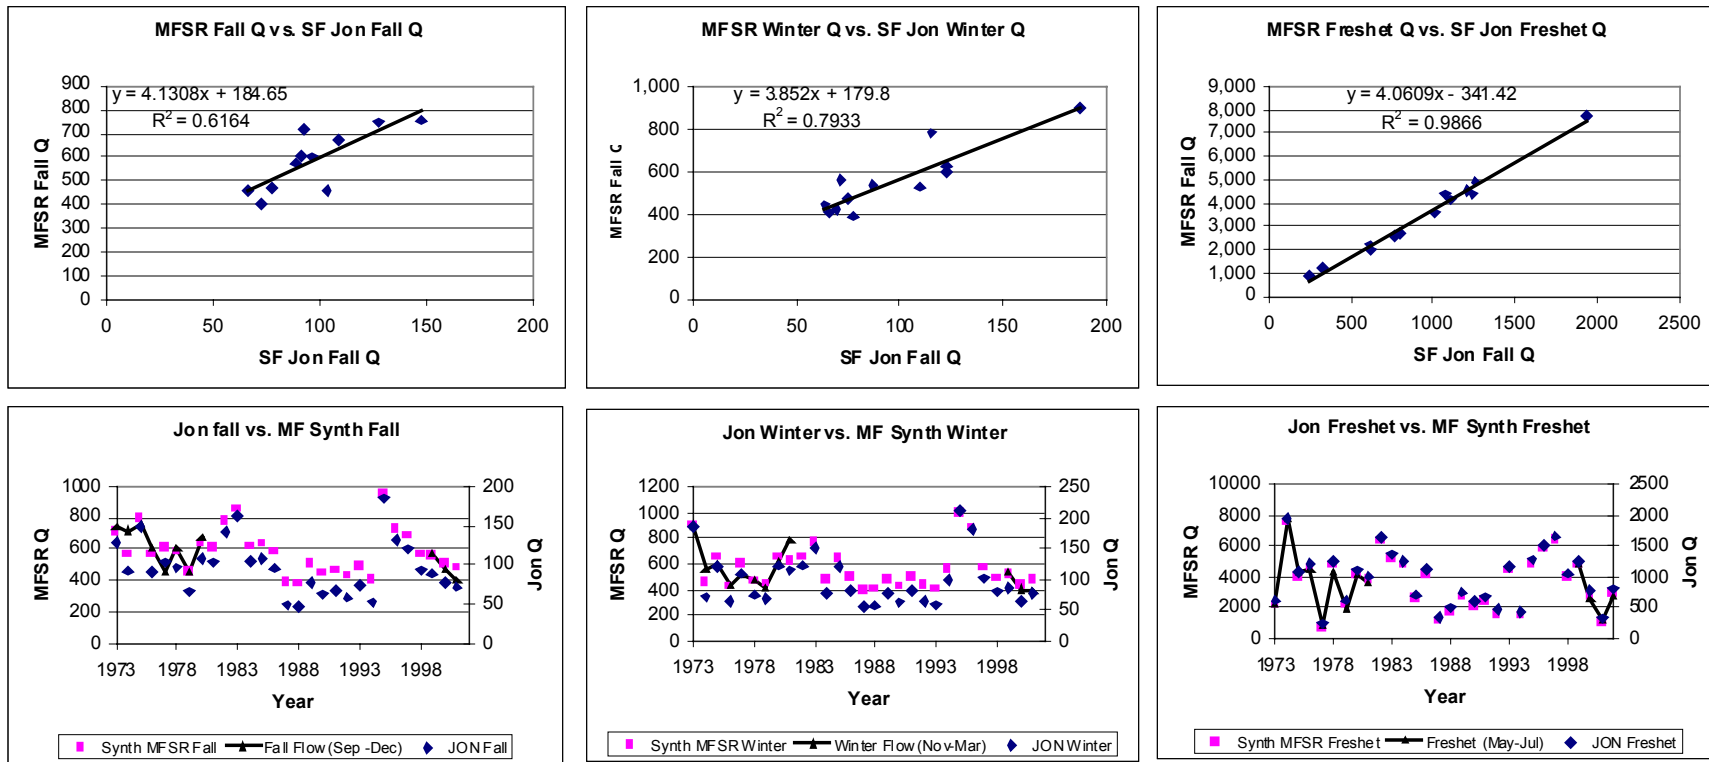 MFSR Fall Q vs. SF Jon Fall Q
y = 4.1308x + 184.65
R² = 0.6164
MFSR Fall Q
900
800
700
600
500
400
300
200
100
0
0 50 100 150 200
SF Jon Fall Q
MFSR Winter Q vs. SF Jon Winter Q
y = 3.852x + 179.8
R² = 0.7933
MFSR Fall Q
1,000
800
600
400
200
0
0 50 100 150 200
SF Jon Fall Q
MFSR Freshet Q vs. SF Jon Freshet Q
y = 4.0609x - 341.42
R² = 0.9866
MFSR Fall Q
9,000
8,000
7,000
6,000
5,000
4,000
3,000
2,000
1,000
0
0 500 1000 1500 2000 2500
SF Jon Fall Q
Jon fall vs. MF Synth Fall
MFSR Q
1000
800
600
400
200
0
200
150
100
50
0
Jon Q
1973 1978 1983 1988 1993 1998
Year
Synth MFSR Fall Fall Flow (Sep -Dec) JON Fall
Jon Winter vs. MF Synth Winter
MFSR Q
1200
1000
800
600
400
200
0
250
200
150
100
50
0
Jon Q
1973 1978 1983 1988 1993 1998
Year
Synth MFSR Winter Winter Flow (Nov-Mar) JON Winter
Jon Freshet vs. MF Synth Freshet
MFSR Q
10000
8000
6000
4000
2000
0
2500
2000
1500
1000
500
0
Jon Q
1973 1978 1983 1988 1993 1998
Year
Synth MFSR Freshet Freshet (May-Jul) JON Freshet